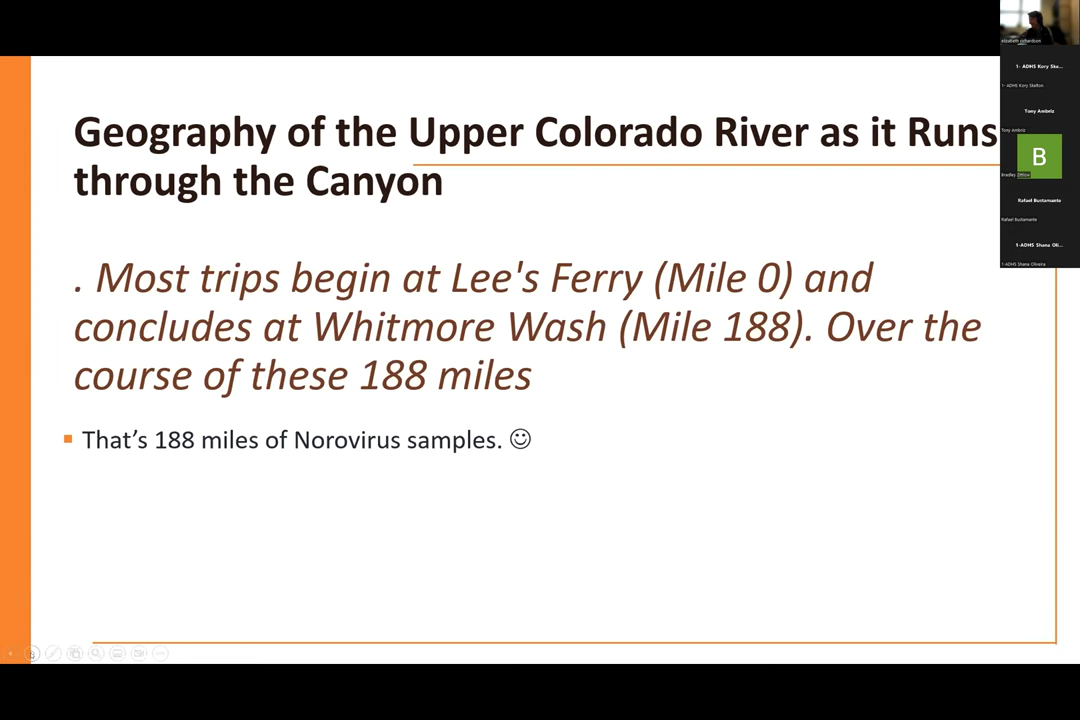 Geography of the Upper Colorado River as it Runs
through the Canyon
. Most trips begin at Lee's Ferry (Mile 0) and
concludes at Whitmore Wash (Mile 188). Over the
course of these 188 miles
That’s 188 miles of Norovirus samples. ☺
elizabeth richardson
1- ADHS Kory Ske...
1- ADHS Kory Skelton
Tony Ambriz
Tony Ambriz
B
Bradley
Rafael Bustamante
Rafael Bustamante
1-ADHS Shana Oli...
1-ADHS Shana Oliveira